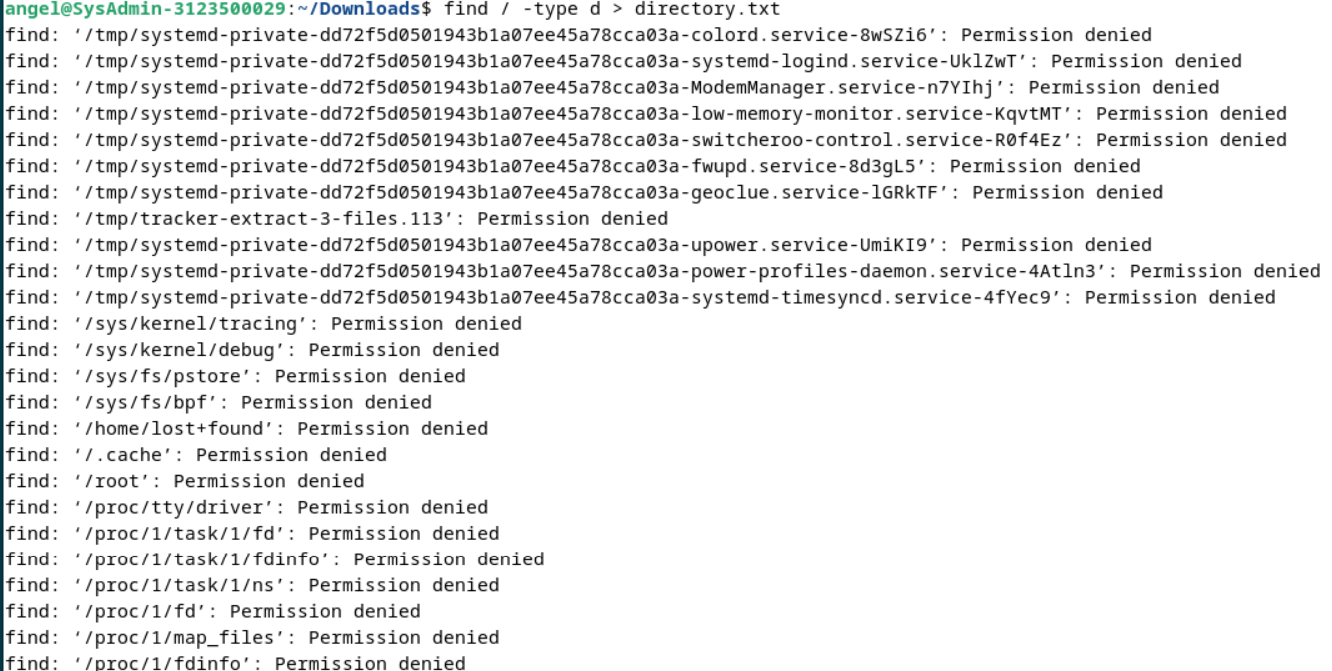 angel@SysAdmin-3123500029:~/Downloads$ find / -type d > directory.txt
find: ‘/tmp/systemd-private-dd72f5d0501943b1a07ee45a78cca03a-colord.service-8wSZi6’: Permission denied
find: ‘/tmp/systemd-private-dd72f5d0501943b1a07ee45a78cca03a-systemd-logind.service-UklZwT’: Permission denied
find: ‘/tmp/systemd-private-dd72f5d0501943b1a07ee45a78cca03a-ModemManager.service-n7YIhj’: Permission denied
find: ‘/tmp/systemd-private-dd72f5d0501943b1a07ee45a78cca03a-low-memory-monitor.service-KqvtMT’: Permission denied
find: ‘/tmp/systemd-private-dd72f5d0501943b1a07ee45a78cca03a-switcheroo-control.service-R0f4Ez’: Permission denied
find: ‘/tmp/systemd-private-dd72f5d0501943b1a07ee45a78cca03a-fwupd.service-8d3gL5’: Permission denied
find: ‘/tmp/systemd-private-dd72f5d0501943b1a07ee45a78cca03a-geoclue.service-lGRkTF’: Permission denied
find: ‘/tmp/tracker-extract-3-files.113’: Permission denied
find: ‘/tmp/systemd-private-dd72f5d0501943b1a07ee45a78cca03a-upower.service-UmiKI9’: Permission denied
find: ‘/tmp/systemd-private-dd72f5d0501943b1a07ee45a78cca03a-power-profiles-daemon.service-4Atln3’: Permission denied
find: ‘/tmp/systemd-private-dd72f5d0501943b1a07ee45a78cca03a-systemd-timesyncd.service-4fYec9’: Permission denied
find: ‘/sys/kernel/tracing’: Permission denied
find: ‘/sys/kernel/debug’: Permission denied
find: ‘/sys/fs/pstore’: Permission denied
find: ‘/sys/fs/bpf’: Permission denied
find: ‘/home/lost+found’: Permission denied
find: ‘/.cache’: Permission denied
find: ‘/root’: Permission denied
find: ‘/proc/tty/driver’: Permission denied
find: ‘/proc/1/task/1/fd’: Permission denied
find: ‘/proc/1/task/1/fdinfo’: Permission denied
find: ‘/proc/1/task/1/ns’: Permission denied
find: ‘/proc/1/fd’: Permission denied
find: ‘/proc/1/map_files’: Permission denied
find: ‘/proc/1/fdinfo’: Permission denied